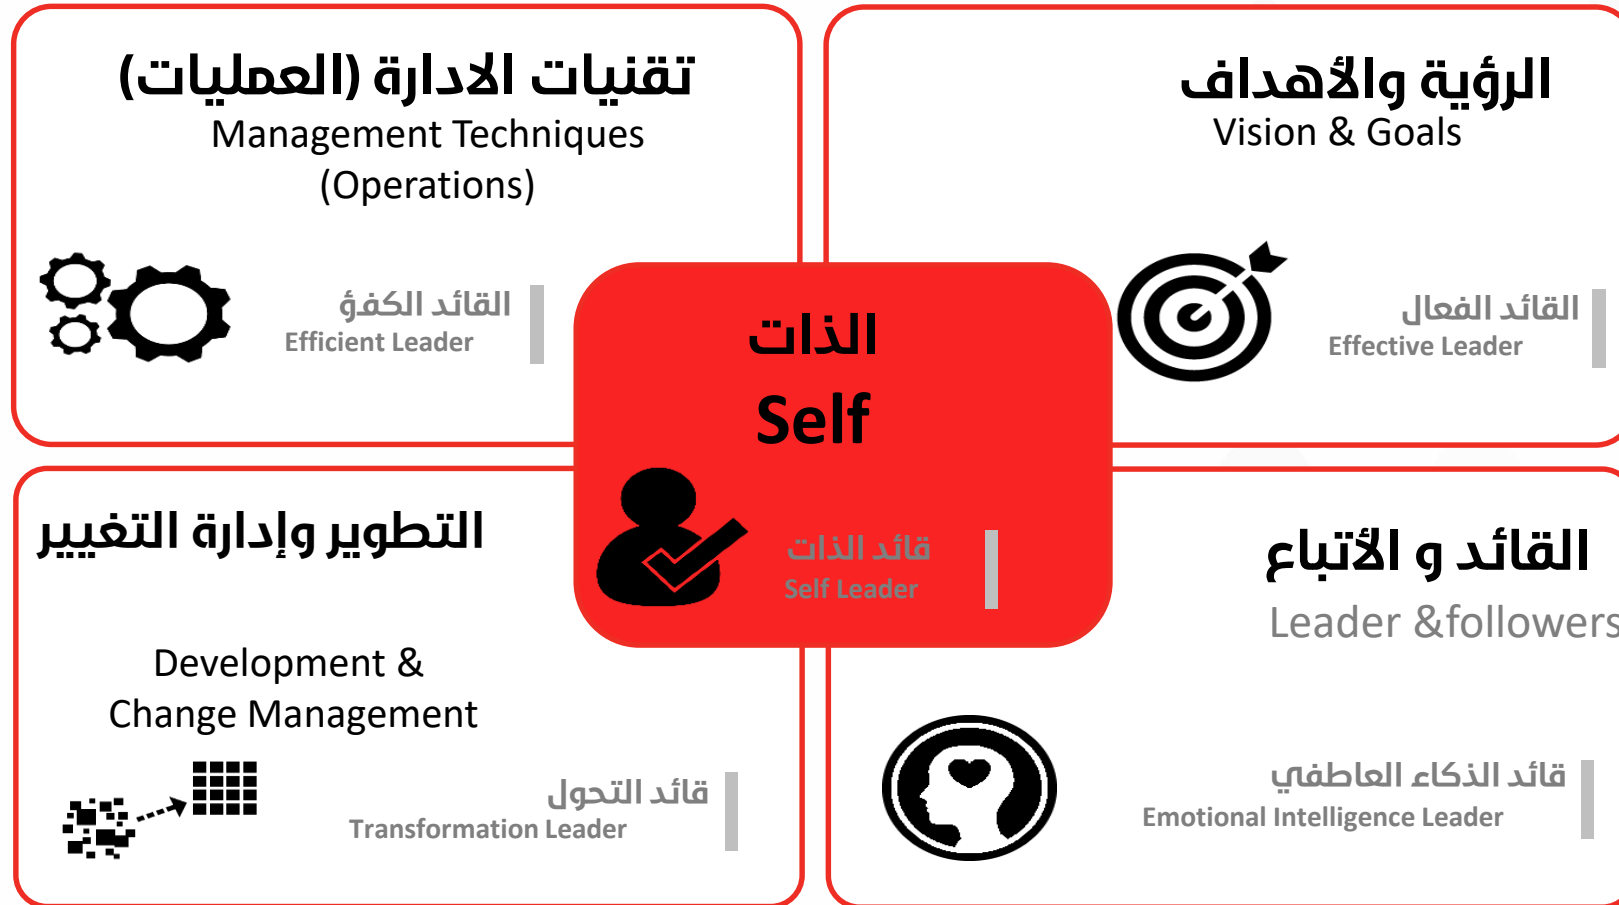 تقنيات الادارة (العمليات)
Management Techniques
(Operations)
القائد الكفؤ
Efficient Leader
الرؤية والأهداف
Vision & Goals
القائد الفعال
Effective Leader
الذات
Self
قائد الذات
Self Leader
التطوير وإدارة التغيير
Development &
Change Management
قائد التحول
Transformation Leader
القائد و الأتباع
Leader &followers
قائد الذكاء العاطفي
Emotional Intelligence Leader